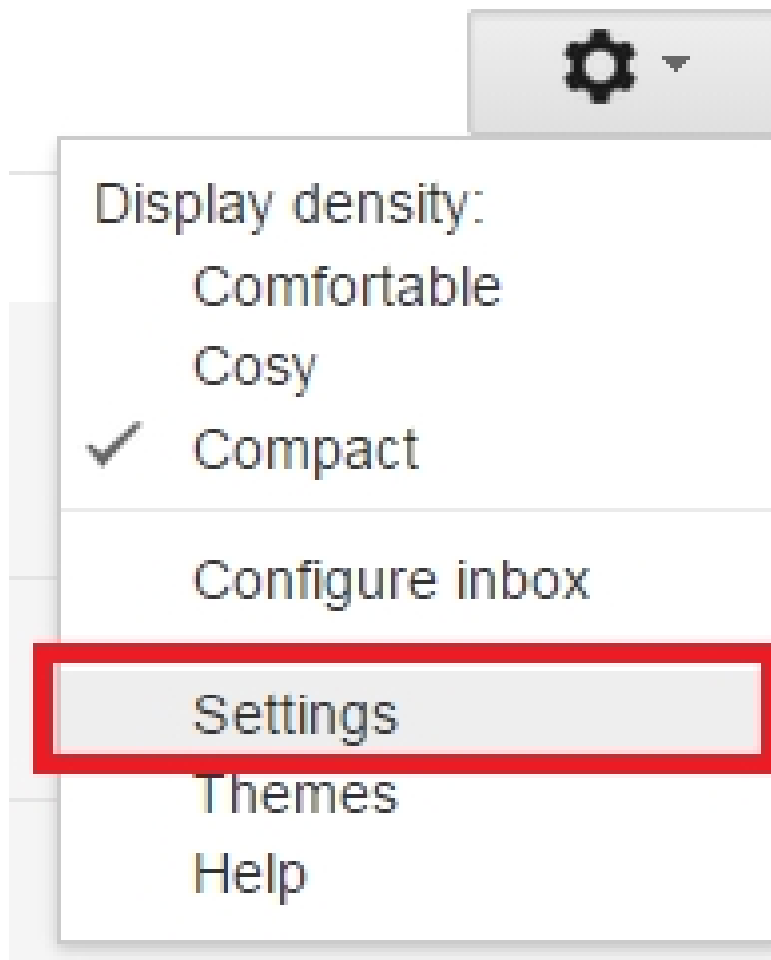 Display density:
Comfortable
Cosy
Compact
Configure inbox
Settings
Themes
Help